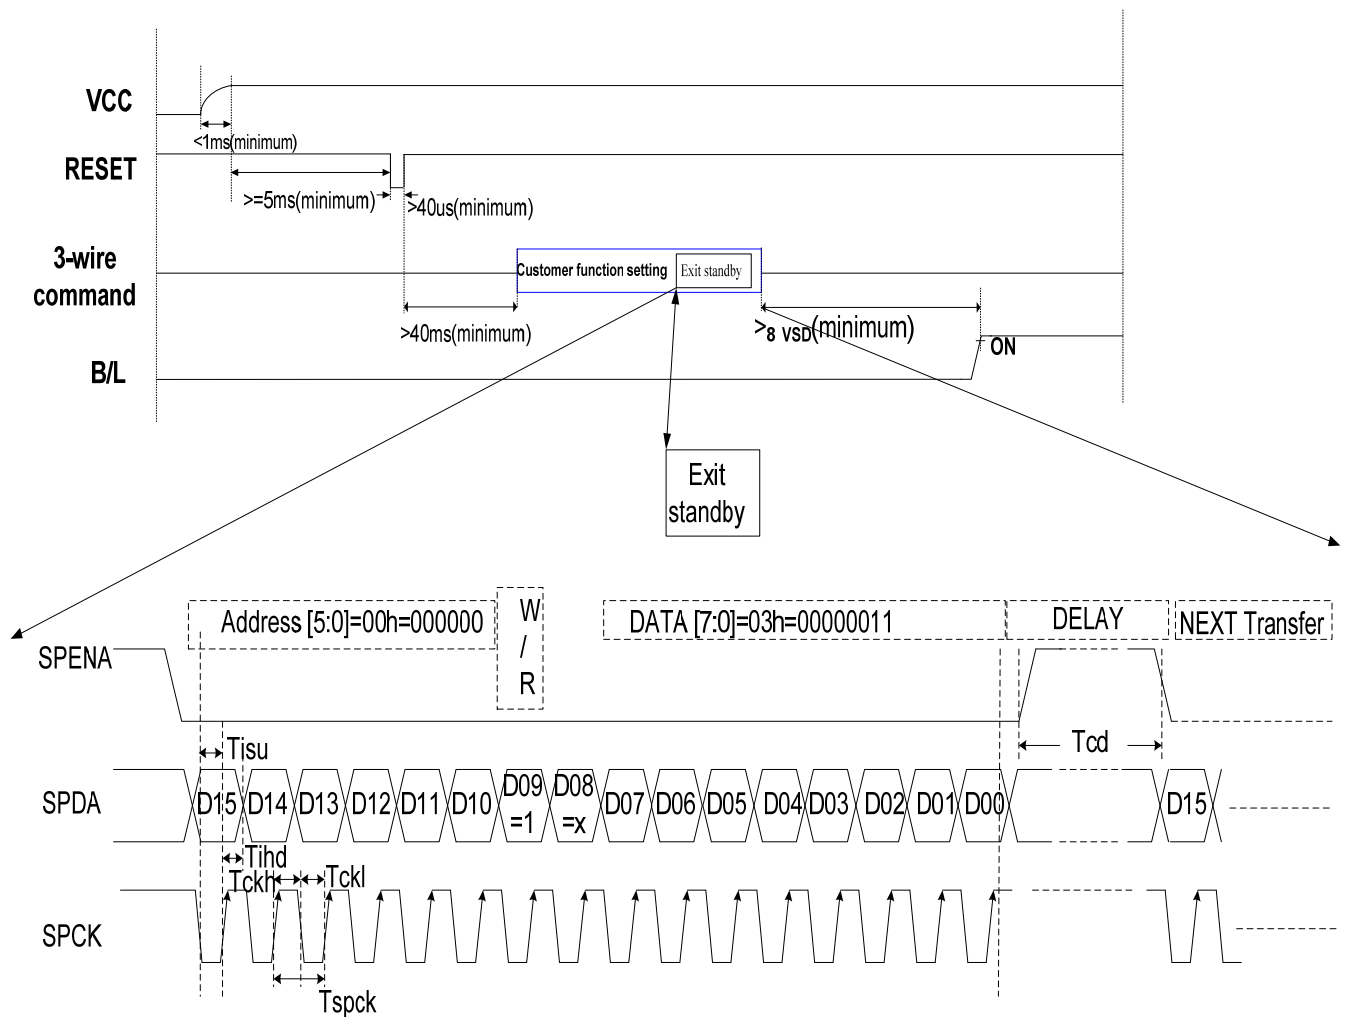 VCC
<1ms(minimum)
RESET
>=5ms(minimum)
>40us(minimum)
3-wire
command
Customer function setting
Exit standby
>40ms(minimum)
>8 VSD(minimum)
ON
B/L
Exit
standby
Address [5:0]=00h=000000
W
/
R
DATA [7:0]=03h=00000011
DELAY
NEXT Transfer
SPENA
Tisu
Tcd
SPDA
D15
D14
D13
D12
D11
D10
D09
=1
D08
=x
D07
D06
D05
D04
D03
D02
D01
D00
D15
Tihd
Tckh
Tckl
SPCK
Tspck